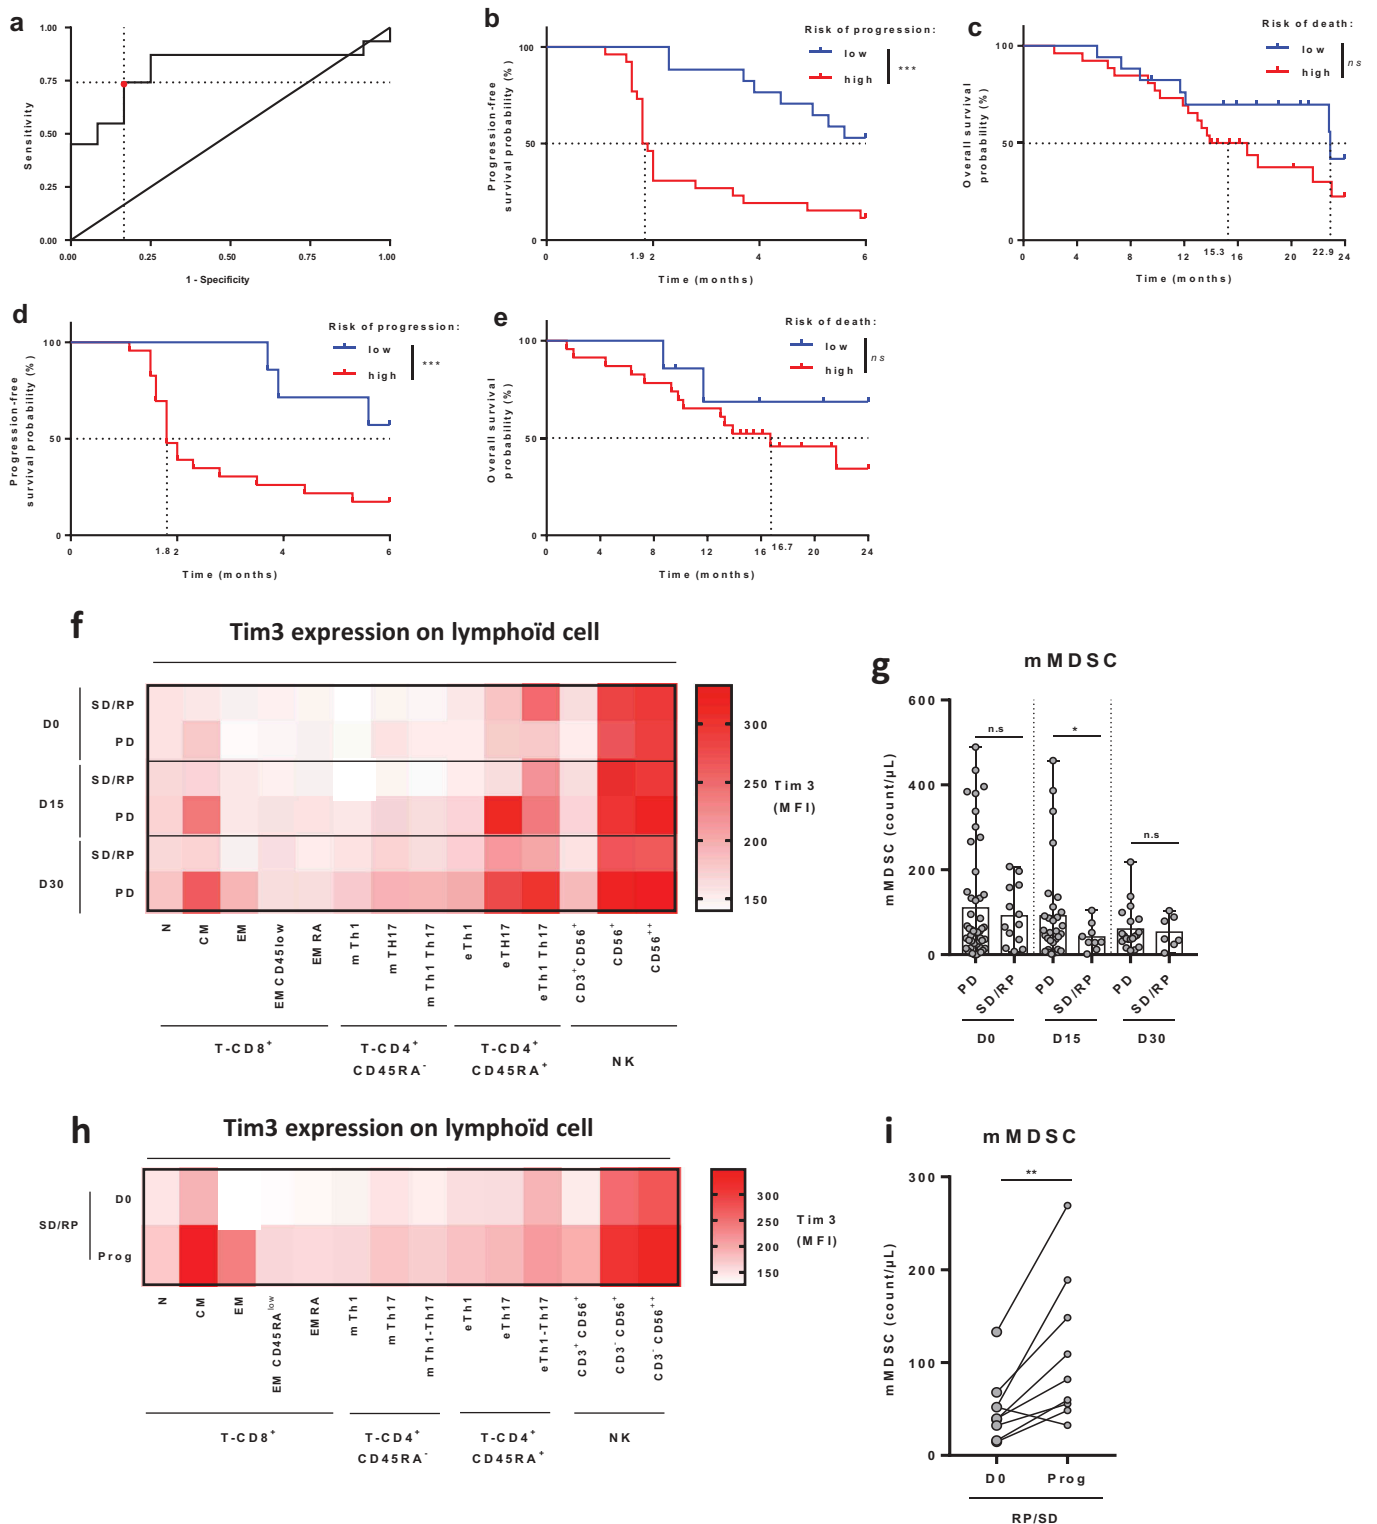 a
1.00
0.75
0.50
0.25
0.00
Sensitivity
0.00 0.25 0.50 0.75 1.00
1 - Specificity
b
Risk of progression:
low
high
***
100
50
0
Progression-free
survival probability (%)
0 1.9 2 4 6
Time (months)
c
Risk of death:
low
high
ns
100
50
0
Overall survival
probability (%)
0 4 8 12 15.3 16 20 22.9 24
Time (months)
d
Risk of progression:
low
high
***
100
50
0
Progression-free
survival probability (%)
0 1.8 2 4 6
Time (months)
e
Risk of death:
low
high
ns
100
50
0
Overall survival
probability (%)
0 4 8 12 16 16.7 20 24
Time (months)
f
Tim3 expression on lymphoïd cell
D0
SD/RP
PD
D15
SD/RP
PD
D30
SD/RP
PD
300
250
200
150
Tim 3
(MFI)
N
CM
EM
EM CD45low
EMRA
mTh1
mTH17
mTh1 Th17
eTh1
eTH17
eTh1 Th17
CD3+CD56+
CD56+
CD56++
T-CD8+
T-CD4+
CD45RA-
T-CD4+
CD45RA+
NK
g
mMDSC
600
400
200
0
mMDSC (count/µL)
n.s
*
n.s
PD
SD/RP
PD
SD/RP
PD
SD/RP
D0 D15 D30
h
Tim3 expression on lymphoïd cell
SD/RP
D0
Prog
300
250
200
150
Tim3
(MFI)
N
CM
EM
EM CD45RAlow
EMRA
mTh1
mTh17
mTh1-Th17
eTh1
eTh17
eTh1-Th17
CD3+ CD56+
CD3- CD56+
CD3- CD56++
T-CD8+
T-CD4+
CD45RA-
T-CD4+
CD45RA+
NK
i
mMDSC
300
200
100
0
mMDSC (count/µL)
**
D0 Prog
RP/SD